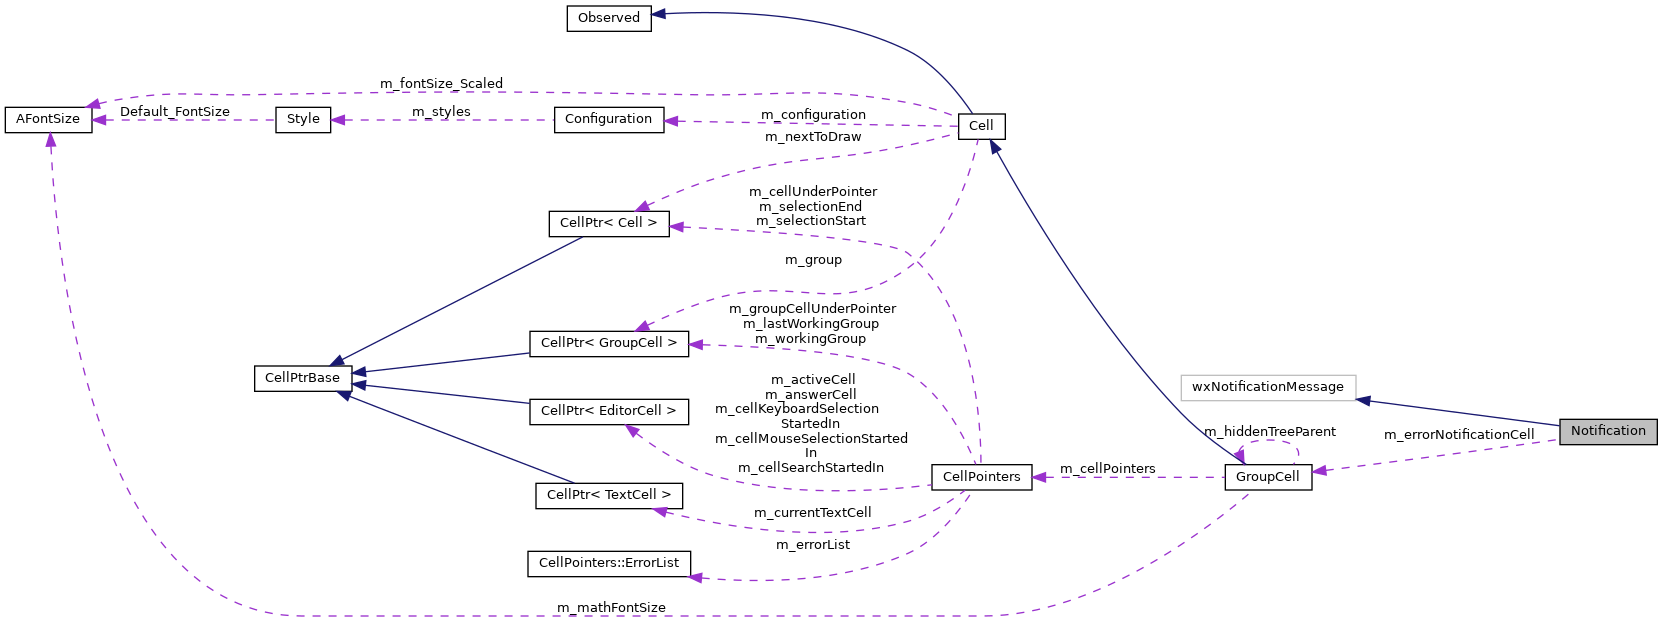 Observed
m_fontSize_Scaled
AFontSize
Default_FontSize
Style
m_styles
Configuration
m_configuration
Cell
m_nextToDraw
CellPtr< Cell >
m_cellUnderPointer
m_selectionEnd
m_selectionStart
m_group
m_groupCellUnderPointer
m_lastWorkingGroup
m_workingGroup
CellPtr< GroupCell >
CellPtrBase
m_activeCell
m_answerCell
m_cellKeyboardSelection
StartedIn
m_cellMouseSelectionStarted
In
m_cellSearchStartedIn
CellPtr< EditorCell >
wxNotificationMessage
Notification
m_hiddenTreeParent
m_errorNotificationCell
CellPointers
m_cellPointers
GroupCell
CellPtr< TextCell >
m_currentTextCell
m_errorList
CellPointers::ErrorList
m_mathFontSize